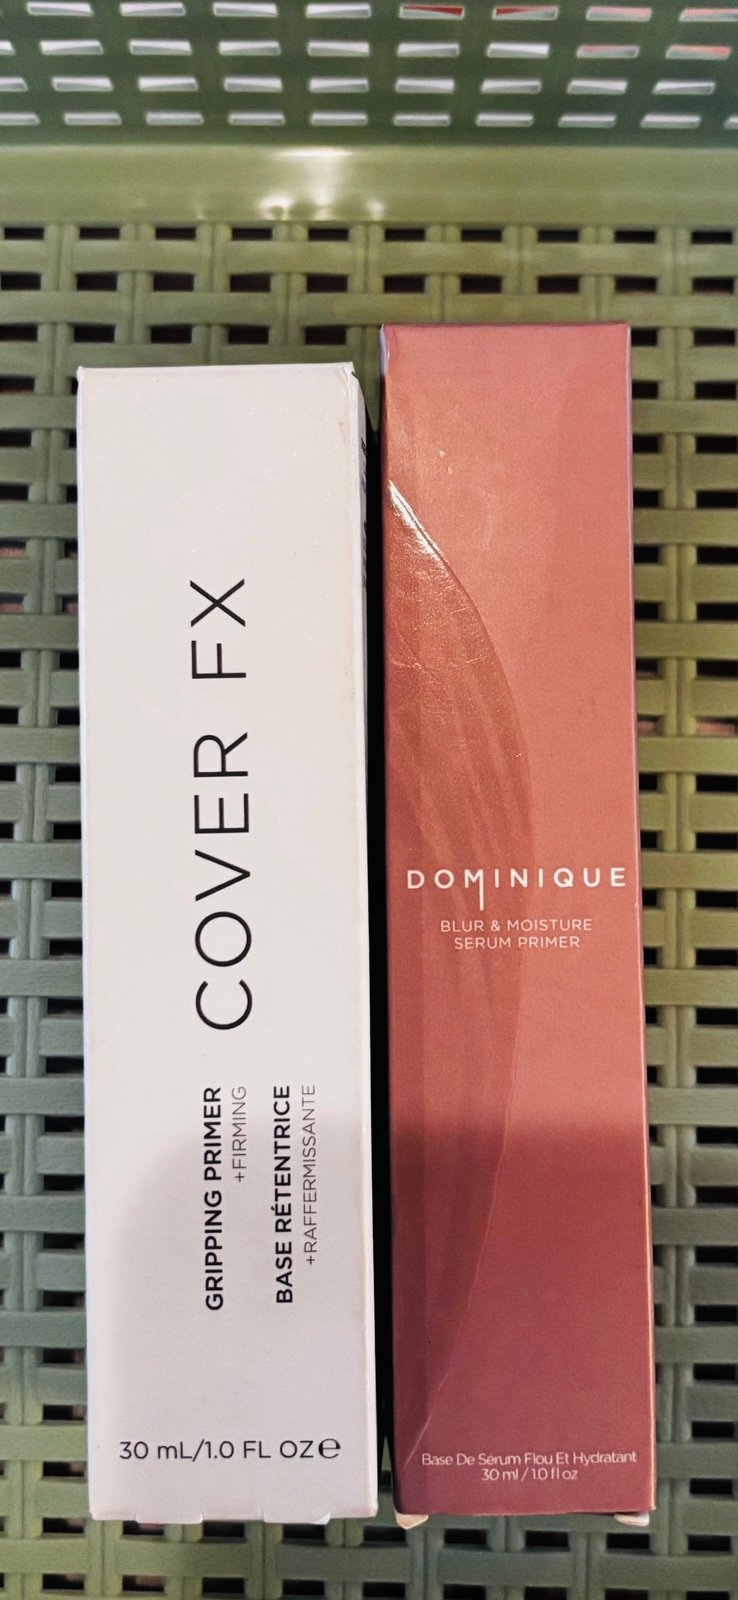 COVER FX
GRIPPING PRIMER
+FIRMING
BASE RÉTENTRICE
+RAFFERMISSANTE
30 mL/1.0 FL OZ℮
DOMINIQUE
BLUR & MOISTURE
SERUM PRIMER
Base De Sérum Flou Et Hydratant
30 ml / 1.0 fl oz